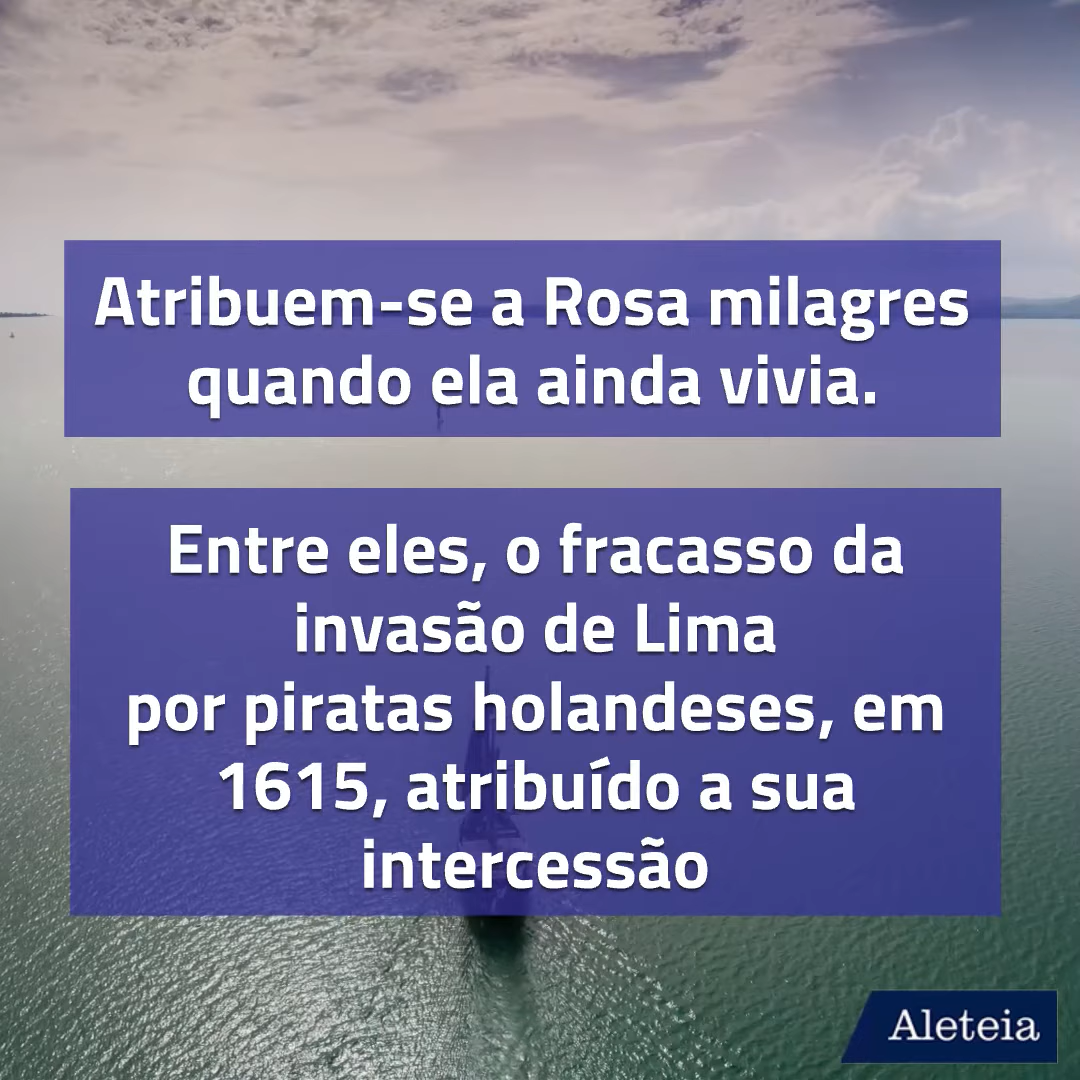 Atribuem-se a Rosa milagres
quando ela ainda vivia.
Entre eles, o fracasso da
invasão de Lima
por piratas holandeses, em
1615, atribuído a sua
intercessão
Aleteia